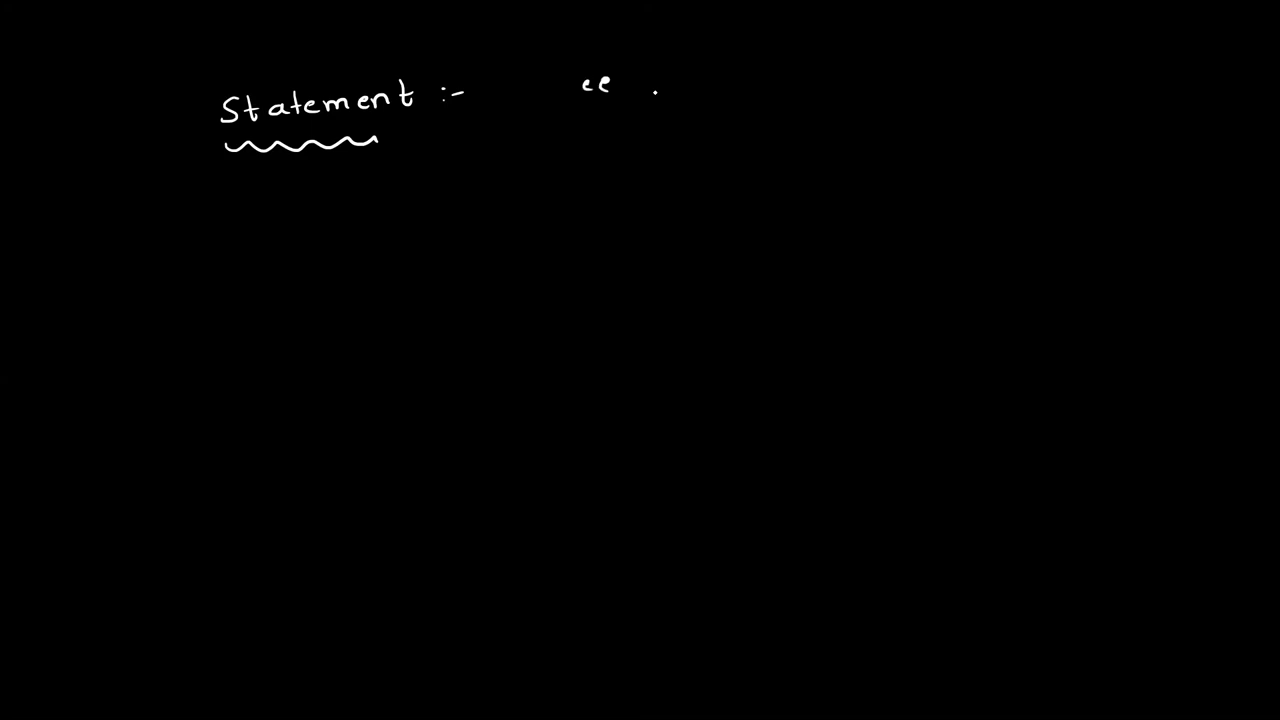 Statement :- “ .